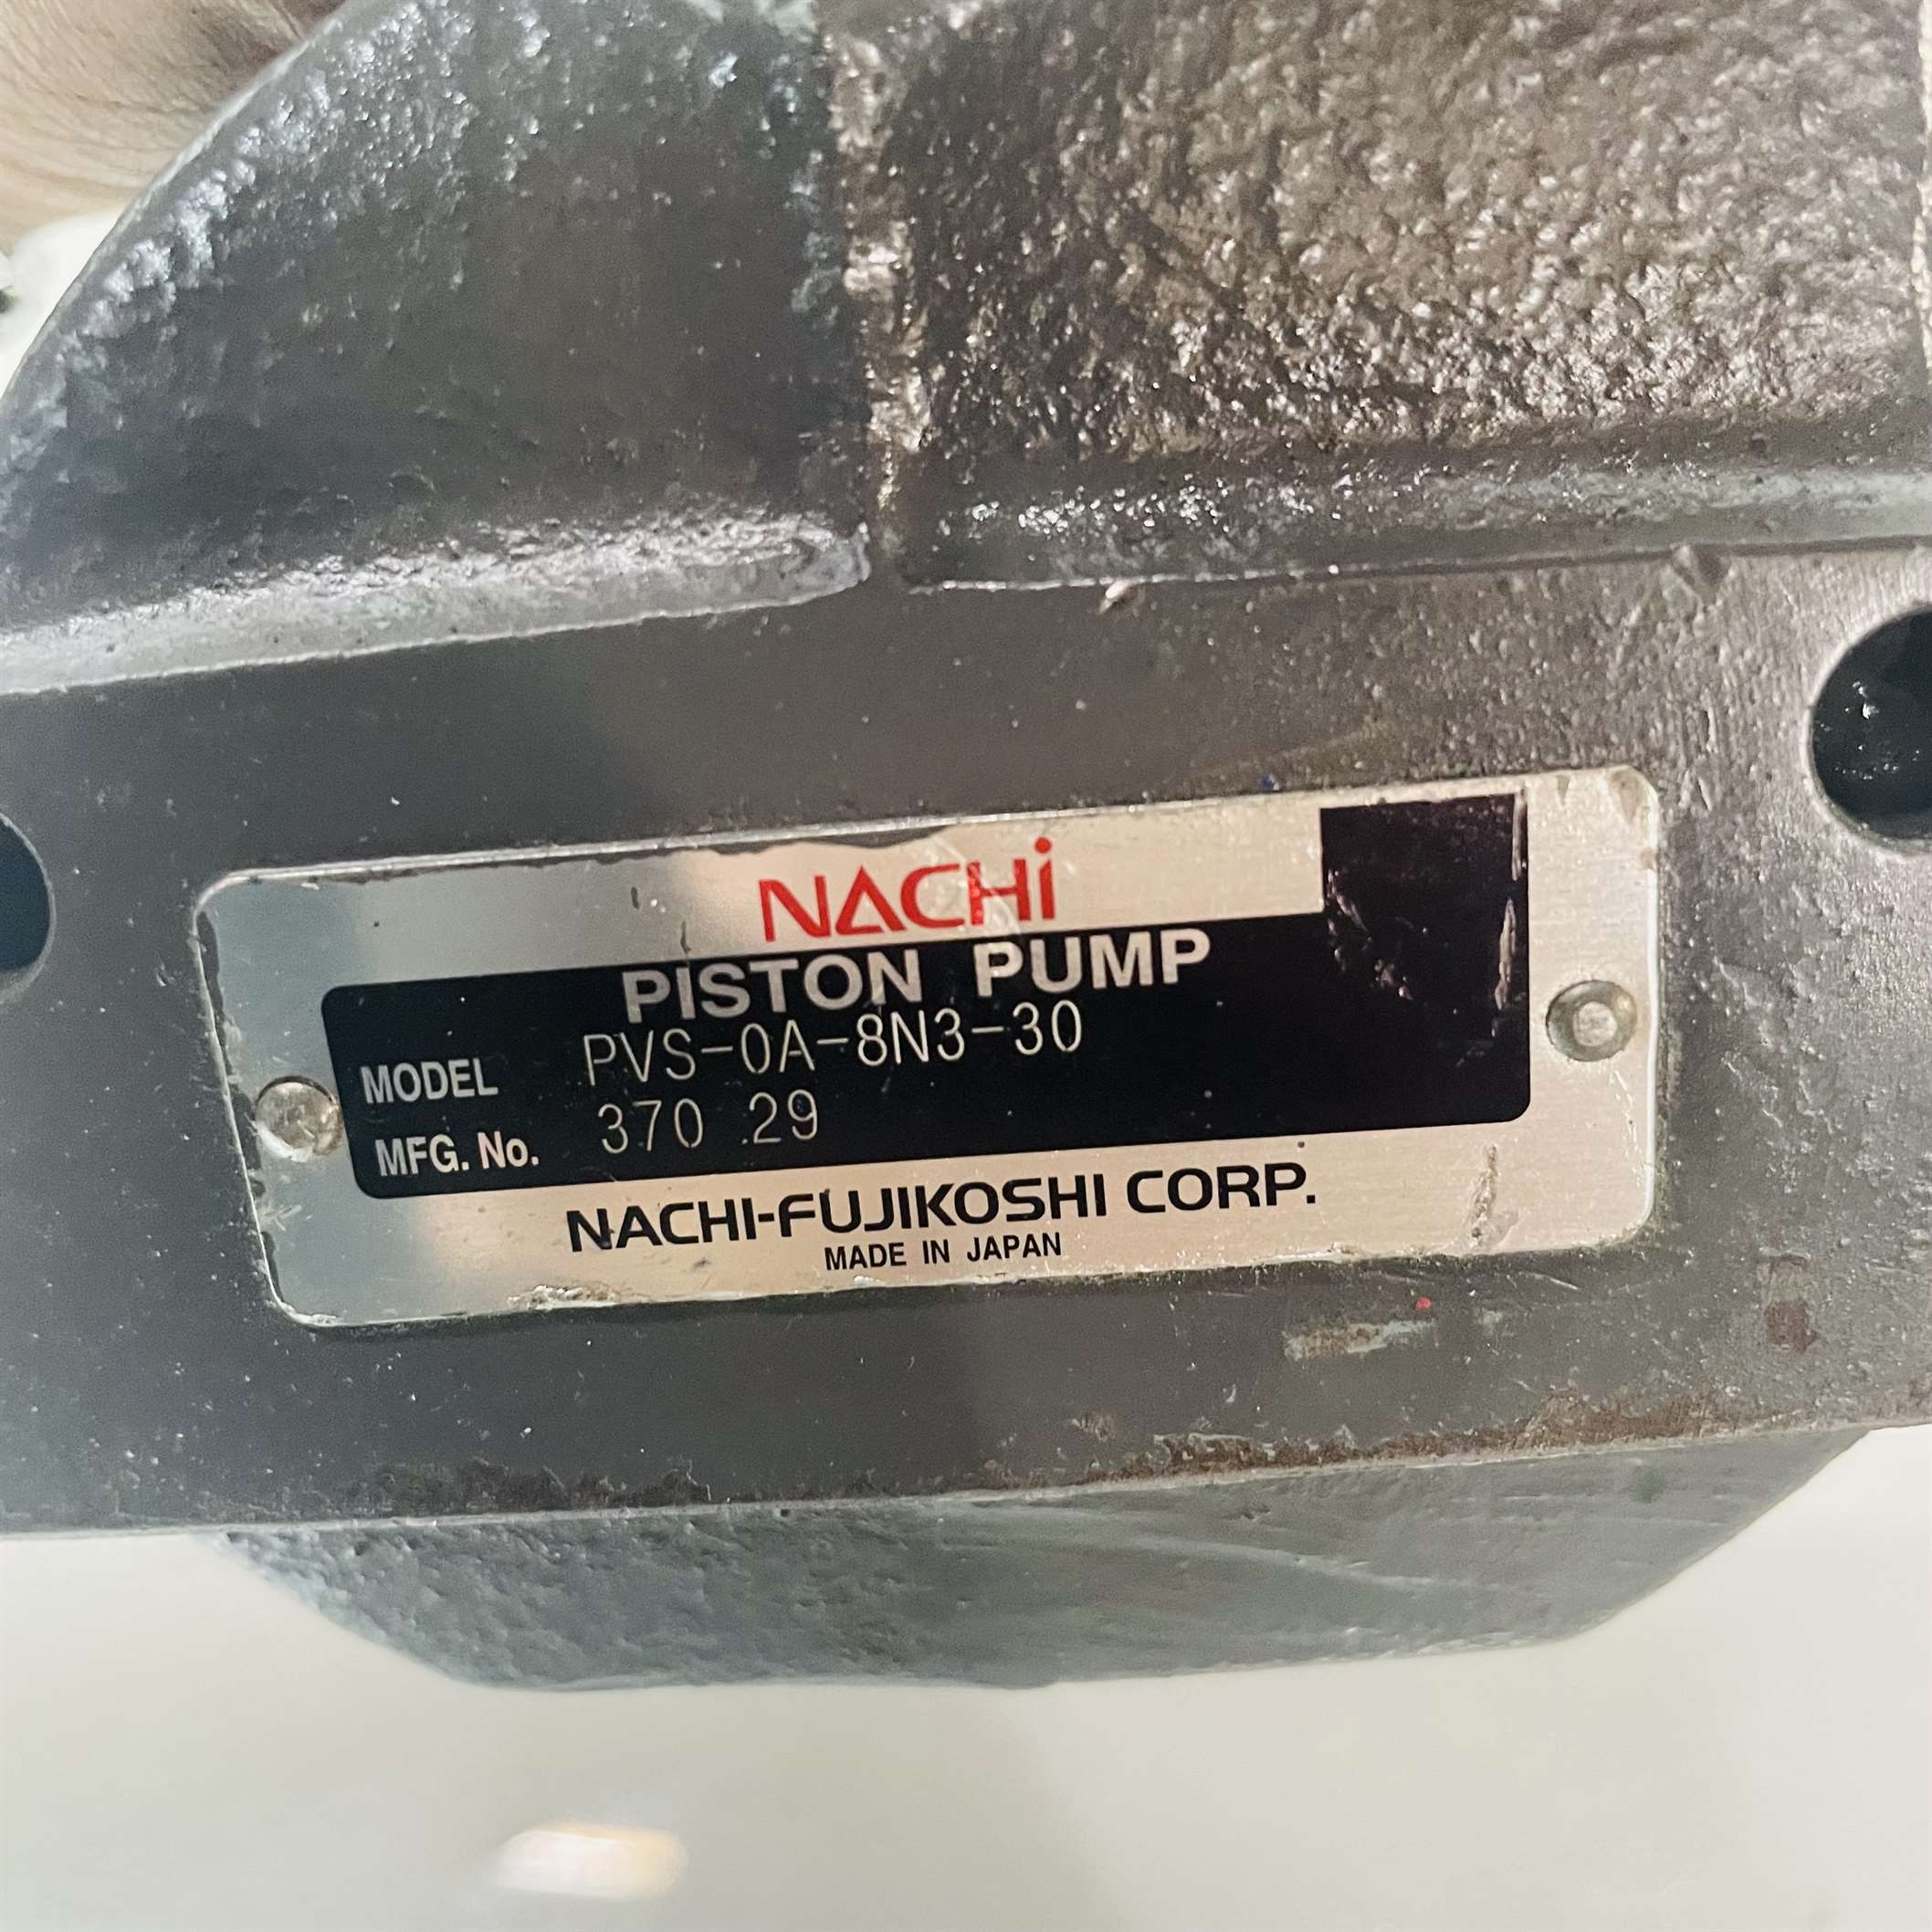 NACHi
PISTON PUMP
MODEL PVS-0A-8N3-30
MFG. No. 370 .29
NACHI-FUJIKOSHI CORP.
MADE IN JAPAN